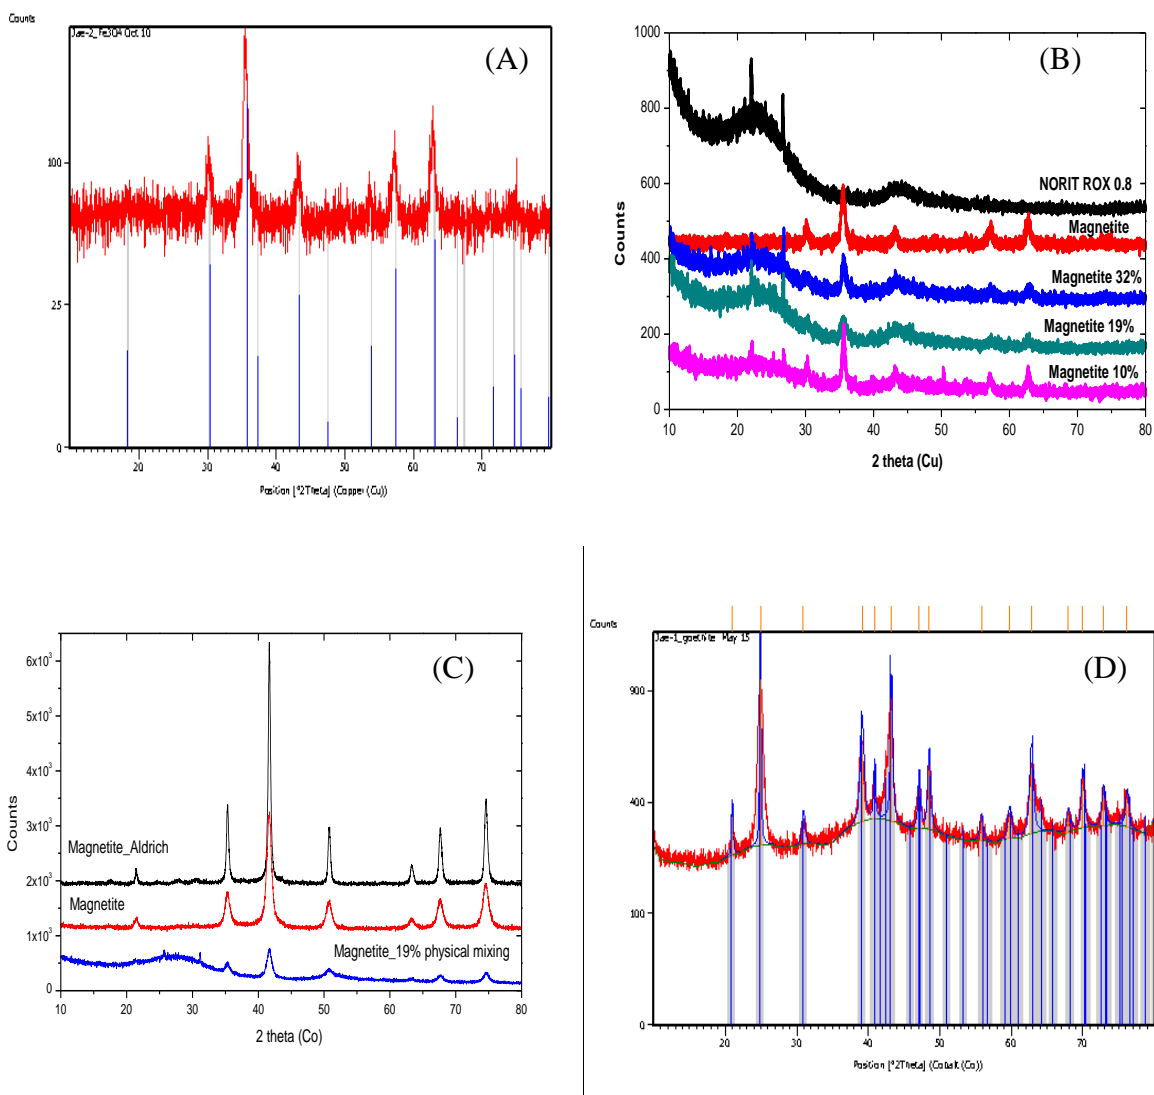 Counts
Jae-2_Fe3O4 Oct 10
(A)
100
25
0
20 30 40 50 60 70
Position [°2Theta] (Copper (Cu))
(B)
1000
800
600
400
200
0
Counts
NORIT ROX 0.8
Magnetite
Magnetite 32%
Magnetite 19%
Magnetite 10%
10 20 30 40 50 60 70 80
2 theta (Cu)
(C)
6x10³
5x10³
4x10³
3x10³
2x10³
1x10³
0
Counts
Magnetite_Aldrich
Magnetite
Magnetite_19% physical mixing
10 20 30 40 50 60 70 80
2 theta (Co)
Counts
Jae-1_goethite May 15
(D)
900
400
100
0
20 30 40 50 60 70
Position [°2Theta] (Cobalt (Co))